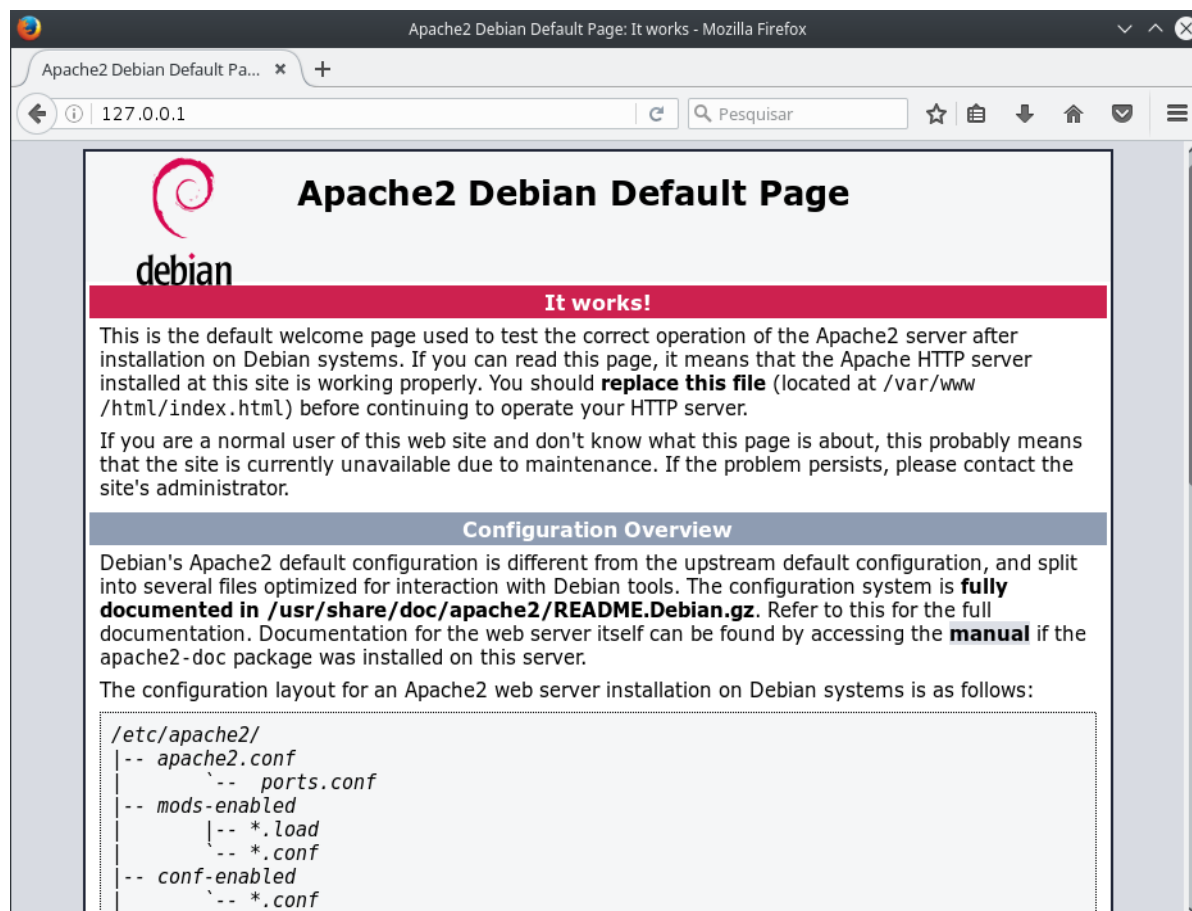 Apache2 Debian Default Page: It works - Mozilla Firefox
Apache2 Debian Default Pa...
127.0.0.1
Pesquisar
debian
Apache2 Debian Default Page
It works!
This is the default welcome page used to test the correct operation of the Apache2 server after
installation on Debian systems. If you can read this page, it means that the Apache HTTP server
installed at this site is working properly. You should replace this file (located at /var/www
/html/index.html) before continuing to operate your HTTP server.
If you are a normal user of this web site and don't know what this page is about, this probably means
that the site is currently unavailable due to maintenance. If the problem persists, please contact the
site's administrator.
Configuration Overview
Debian's Apache2 default configuration is different from the upstream default configuration, and split
into several files optimized for interaction with Debian tools. The configuration system is fully
documented in /usr/share/doc/apache2/README.Debian.gz. Refer to this for the full
documentation. Documentation for the web server itself can be found by accessing the manual if the
apache2-doc package was installed on this server.
The configuration layout for an Apache2 web server installation on Debian systems is as follows:
/etc/apache2/
|-- apache2.conf
|       `--  ports.conf
|-- mods-enabled
|       |-- *.load
|       `-- *.conf
|-- conf-enabled
|       `-- *.conf